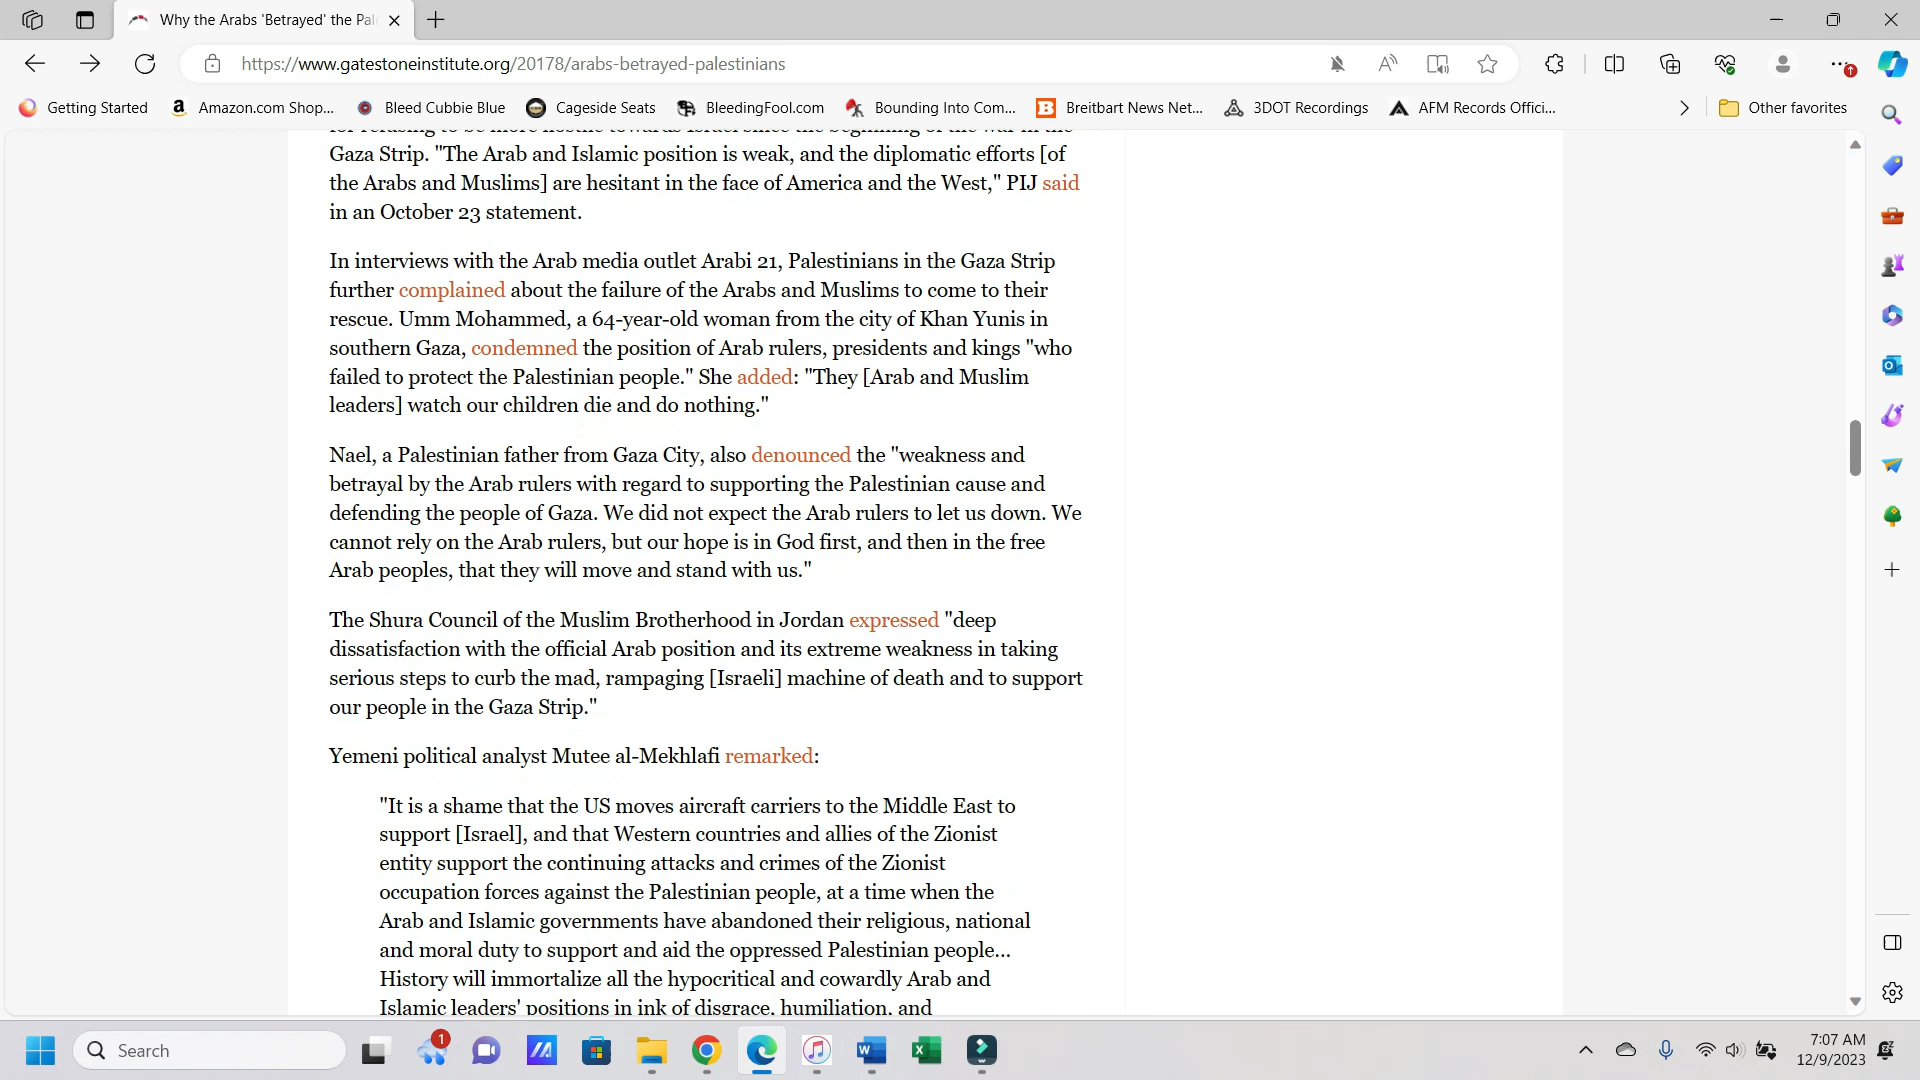 Why the Arabs 'Betrayed' the Pal
https://www.gatestoneinstitute.org/20178/arabs-betrayed-palestinians
Getting Started
Amazon.com Shop...
Bleed Cubbie Blue
Cageside Seats
BleedingFool.com
Bounding Into Com...
Breitbart News Net...
3DOT Recordings
AFM Records Offici...
Other favorites
for refusing to be more hostile towards Israel since the beginning of the war in the
Gaza Strip. "The Arab and Islamic position is weak, and the diplomatic efforts [of
the Arabs and Muslims] are hesitant in the face of America and the West," PIJ said
in an October 23 statement.
In interviews with the Arab media outlet Arabi 21, Palestinians in the Gaza Strip
further complained about the failure of the Arabs and Muslims to come to their
rescue. Umm Mohammed, a 64-year-old woman from the city of Khan Yunis in
southern Gaza, condemned the position of Arab rulers, presidents and kings "who
failed to protect the Palestinian people." She added: "They [Arab and Muslim
leaders] watch our children die and do nothing."
Nael, a Palestinian father from Gaza City, also denounced the "weakness and
betrayal by the Arab rulers with regard to supporting the Palestinian cause and
defending the people of Gaza. We did not expect the Arab rulers to let us down. We
cannot rely on the Arab rulers, but our hope is in God first, and then in the free
Arab peoples, that they will move and stand with us."
The Shura Council of the Muslim Brotherhood in Jordan expressed "deep
dissatisfaction with the official Arab position and its extreme weakness in taking
serious steps to curb the mad, rampaging [Israeli] machine of death and to support
our people in the Gaza Strip."
Yemeni political analyst Mutee al-Mekhlafi remarked:
"It is a shame that the US moves aircraft carriers to the Middle East to
support [Israel], and that Western countries and allies of the Zionist
entity support the continuing attacks and crimes of the Zionist
occupation forces against the Palestinian people, at a time when the
Arab and Islamic governments have abandoned their religious, national
and moral duty to support and aid the oppressed Palestinian people...
History will immortalize all the hypocritical and cowardly Arab and
Islamic leaders' positions in ink of disgrace, humiliation, and
Search
1
7:07 AM
12/9/2023